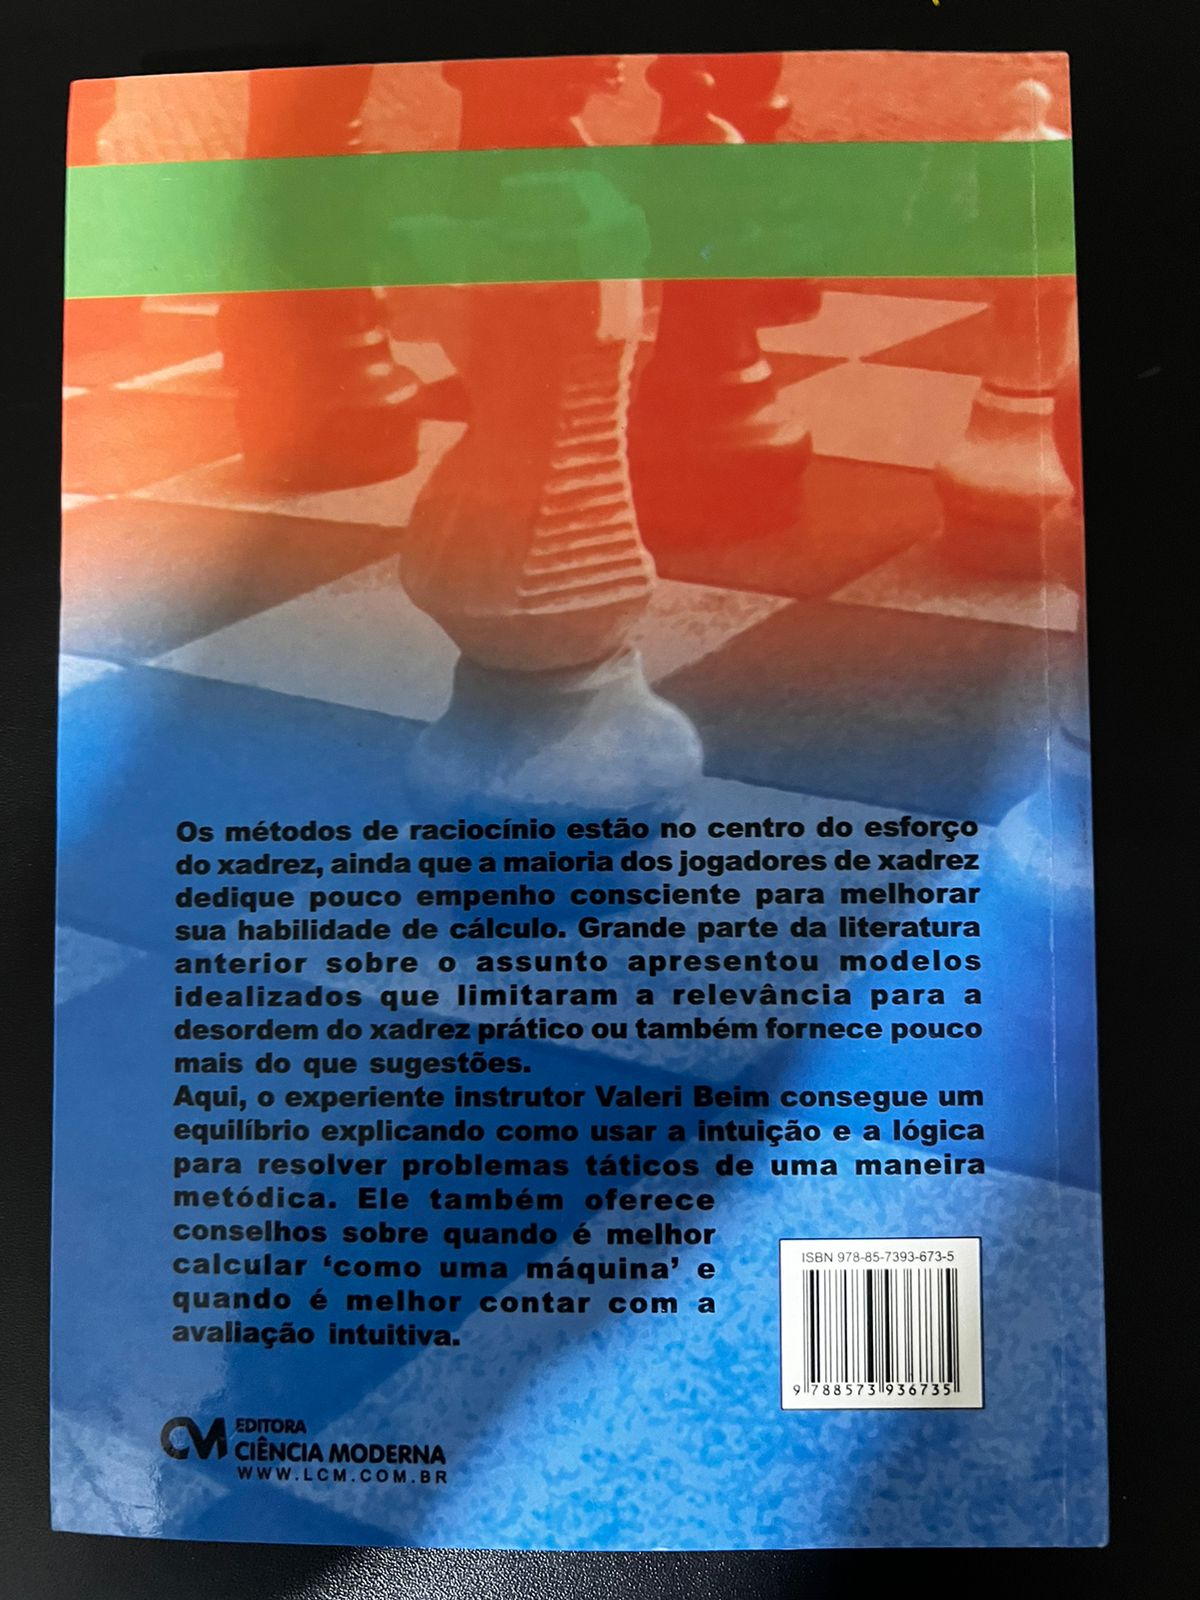 Os métodos de raciocínio estão no centro do esforço
do xadrez, ainda que a maioria dos jogadores de xadrez
dedique pouco empenho consciente para melhorar
sua habilidade de cálculo. Grande parte da literatura
anterior sobre o assunto apresentou modelos
idealizados que limitaram a relevância para a
desordem do xadrez prático ou também fornece pouco
mais do que sugestões.
Aqui, o experiente instrutor Valeri Beim consegue um
equilíbrio explicando como usar a intuição e a lógica
para resolver problemas táticos de uma maneira
metódica. Ele também oferece
conselhos sobre quando é melhor
calcular ‘como uma máquina’ e
quando é melhor contar com a
avaliação intuitiva.
ISBN 978-85-7393-673-5
9 788573 936735
CM EDITORA
CIÊNCIA MODERNA
WWW.LCM.COM.BR